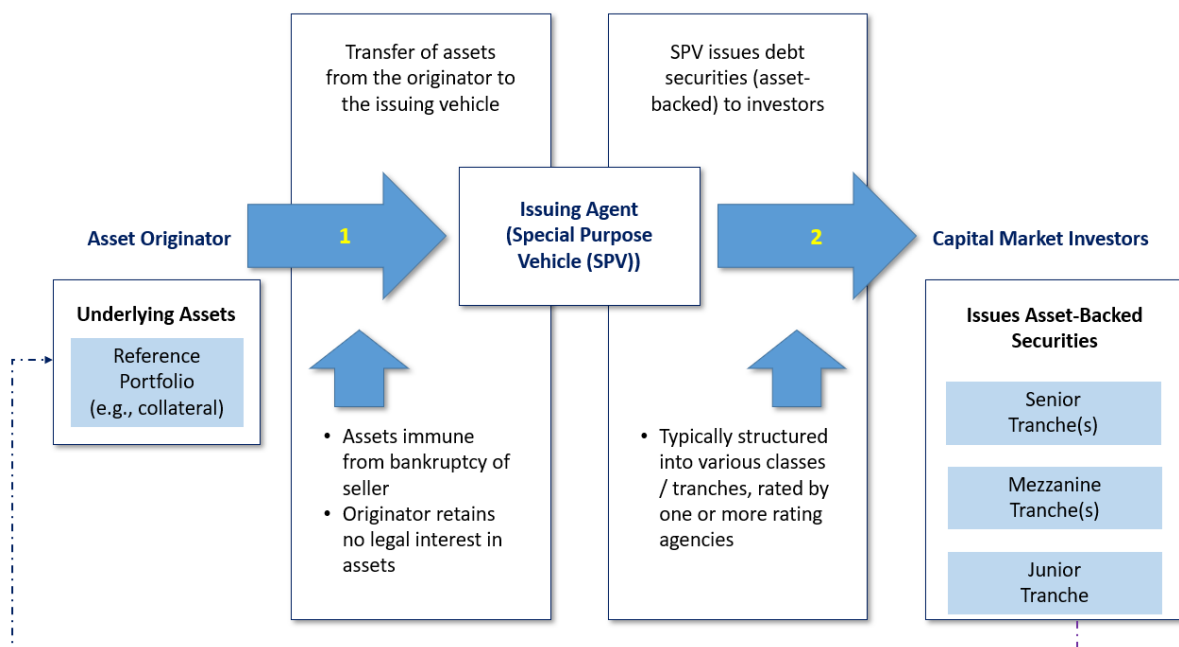 Transfer of assets
from the originator to
the issuing vehicle
SPV issues debt
securities (asset-
backed) to investors
Asset Originator
1
Issuing Agent
(Special Purpose
Vehicle (SPV))
2
Capital Market Investors
Underlying Assets
Reference
Portfolio
(e.g., collateral)
• Assets immune
from bankruptcy of
seller
• Originator retains
no legal interest in
assets
• Typically structured
into various classes
/ tranches, rated by
one or more rating
agencies
Issues Asset-Backed
Securities
Senior
Tranche(s)
Mezzanine
Tranche(s)
Junior
Tranche